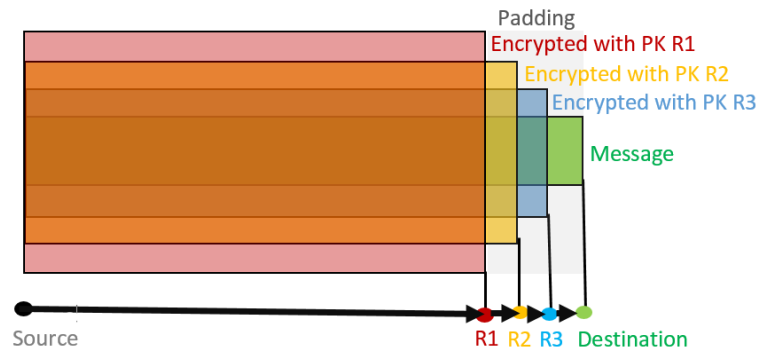 Padding
Encrypted with PK R1
Encrypted with PK R2
Encrypted with PK R3
Message
Source
R1 R2 R3 Destination